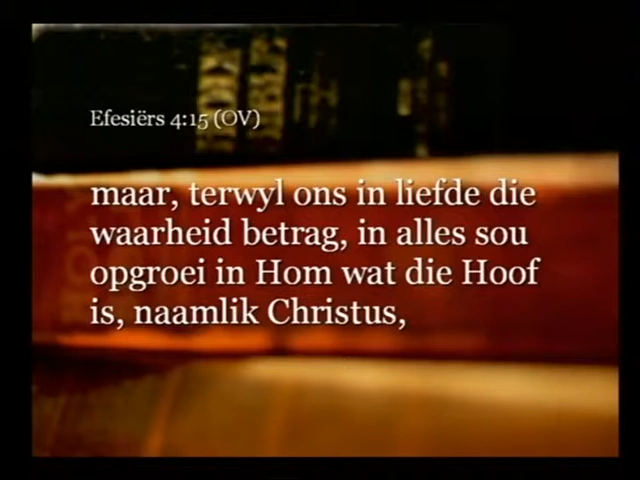 Efesiërs 4:15 (OV)
maar, terwyl ons in liefde die
waarheid betrag, in alles sou
opgroei in Hom wat die Hoof
is, naamlik Christus,